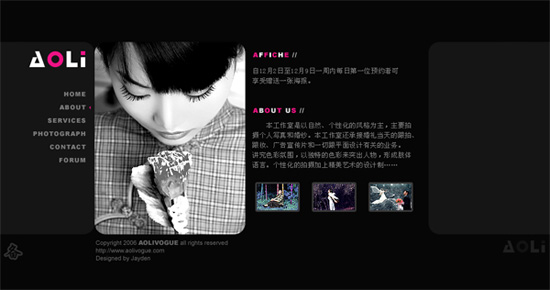 AOLi
HOME
ABOUT
SERVICES
PHOTOGRAPH
CONTACT
FORUM
AFFICHE //
自12月2日至12月9日一周内每日第一位预约者可
享受赠送一张海报。
ABOUT US //
本工作室是以自然、个性化的风格为主，主要拍
摄个人写真和婚纱。本工作室还承接婚礼当天的跟拍、
跟妆、广告宣传片和一切跟平面设计有关的业务。
讲究色彩氛围，以独特的色彩来突出人物，形成肢体
语言。个性化的拍摄加上精美艺术的设计制……
Copyright 2006 AOLIVOGUE all rights reserved
http://www.aolivogue.com
Designed by Jayden
AOLi